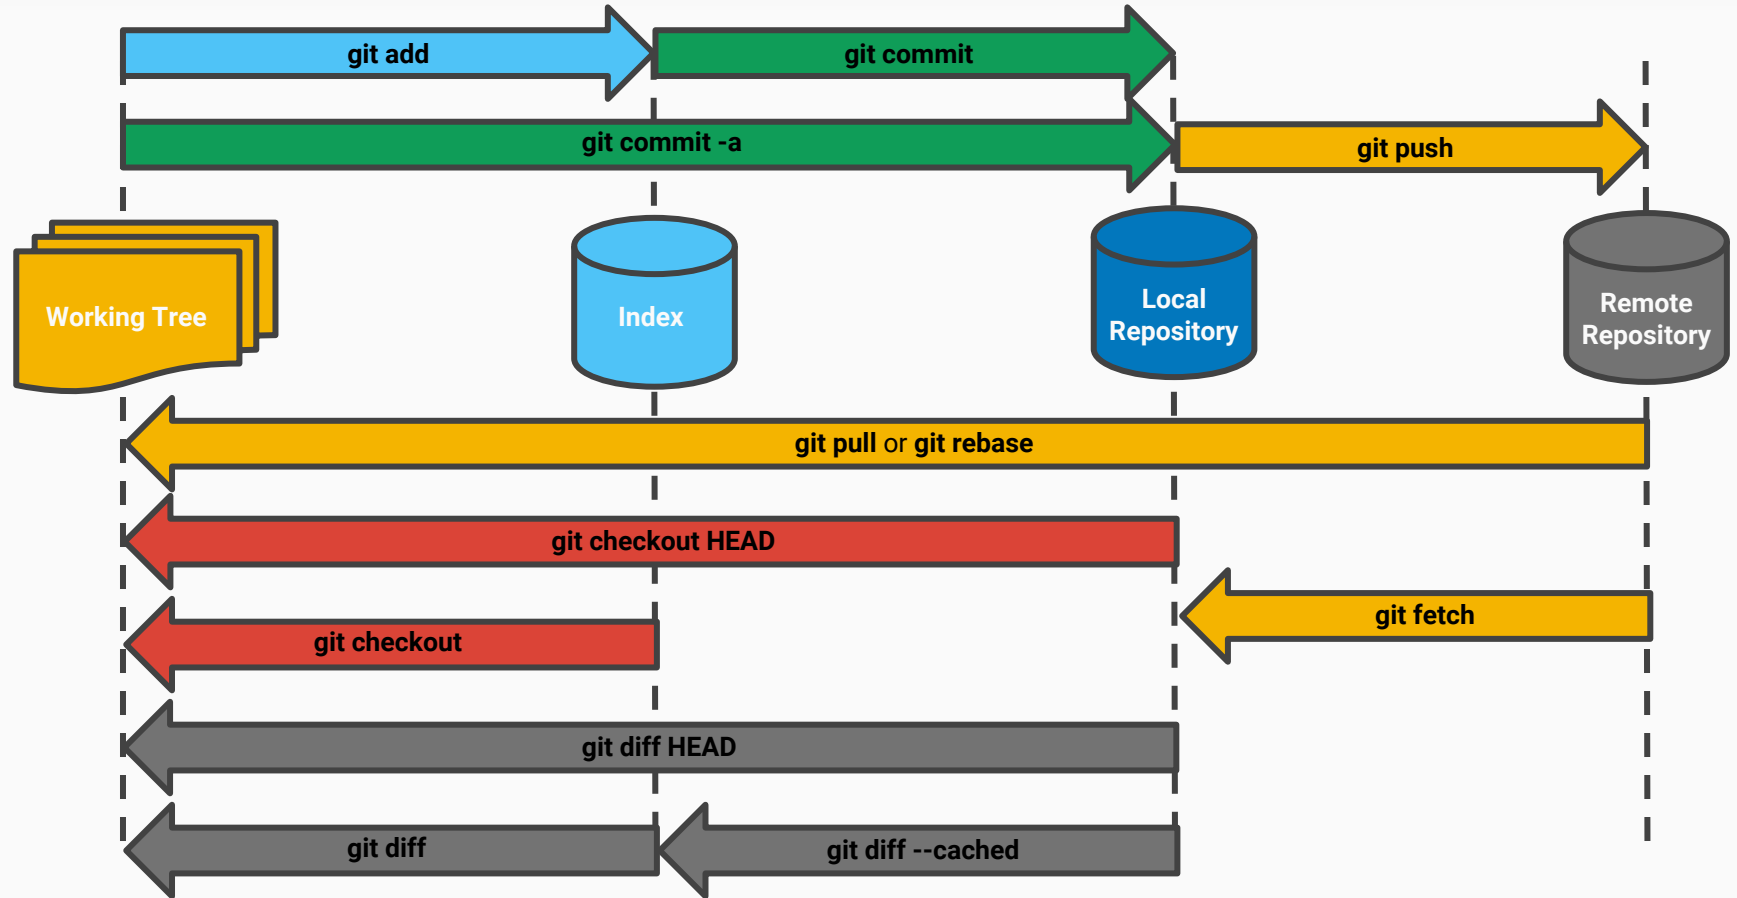 git add
git commit
git commit -a
git push
Working Tree
Index
Local
Repository
Remote
Repository
git pull or git rebase
git checkout HEAD
git fetch
git checkout
git diff HEAD
git diff
git diff --cached